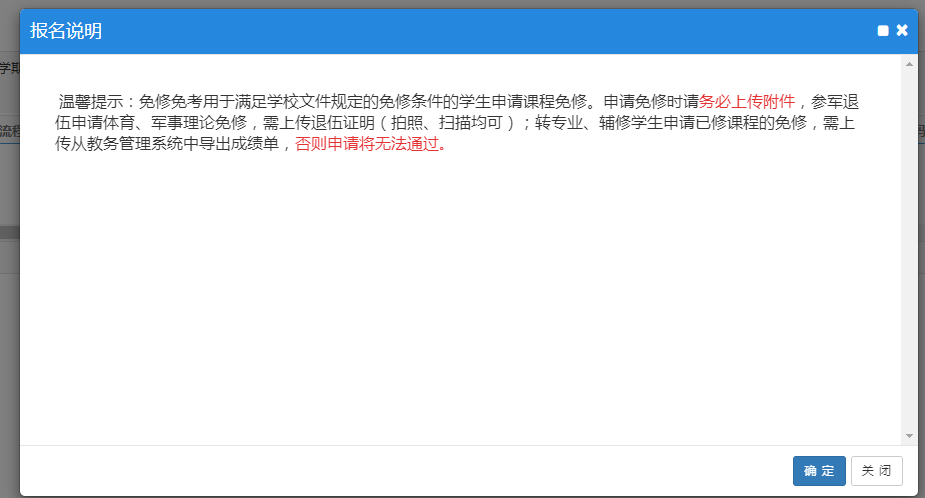 报名说明
学期
温馨提示：免修免考用于满足学校文件规定的免修条件的学生申请课程免修。申请免修时请务必上传附件，参军退
伍申请体育、军事理论免修，需上传退伍证明（拍照、扫描均可）；转专业、辅修学生申请已修课程的免修，需上
流程
传从教务管理系统中导出成绩单，否则申请将无法通过。
确 定
关 闭